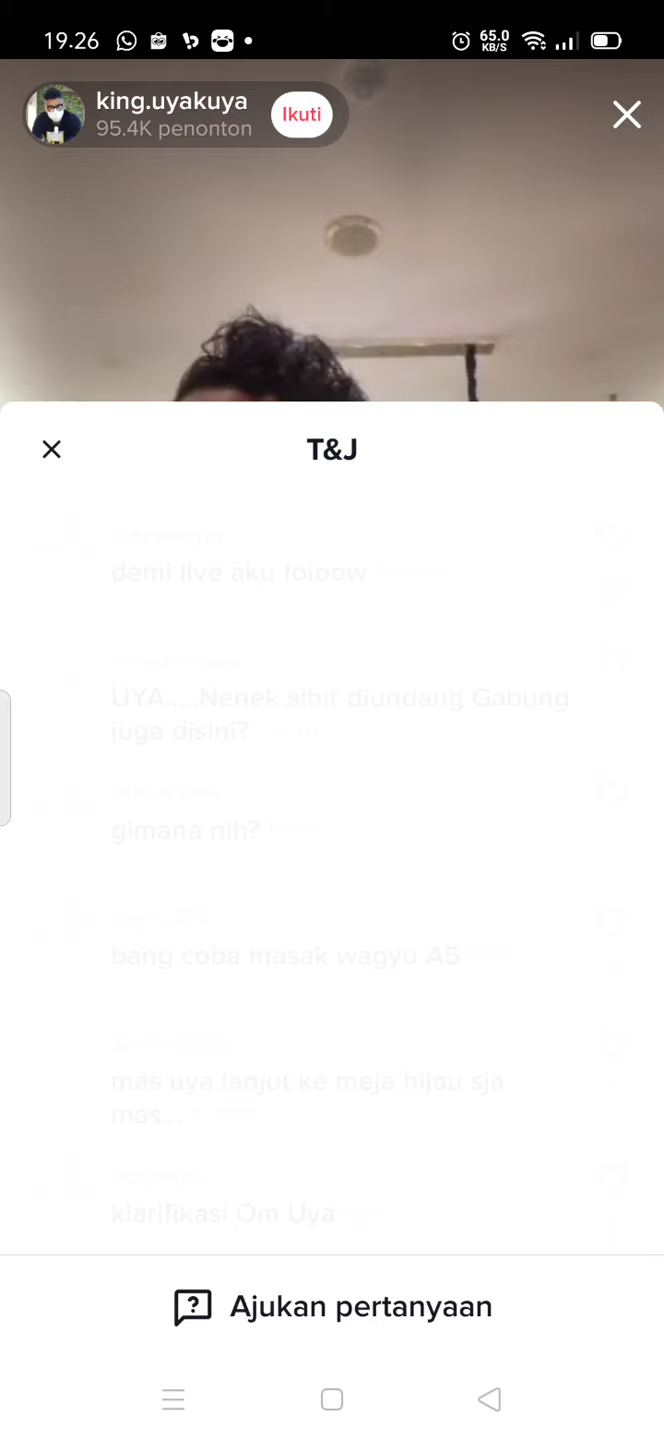 19.26
65.0
KB/S
king.uyakuya
95.4K penonton
Ikuti
T&J
demi live aku foloow
UYA.....Nenek sihir diundang Gabung
juga disini?
gimana nih?
bang coba masak wagyu A5
mas uya lanjut ke meja hijau sja
mas...
klarifikasi Om Uya
Ajukan pertanyaan